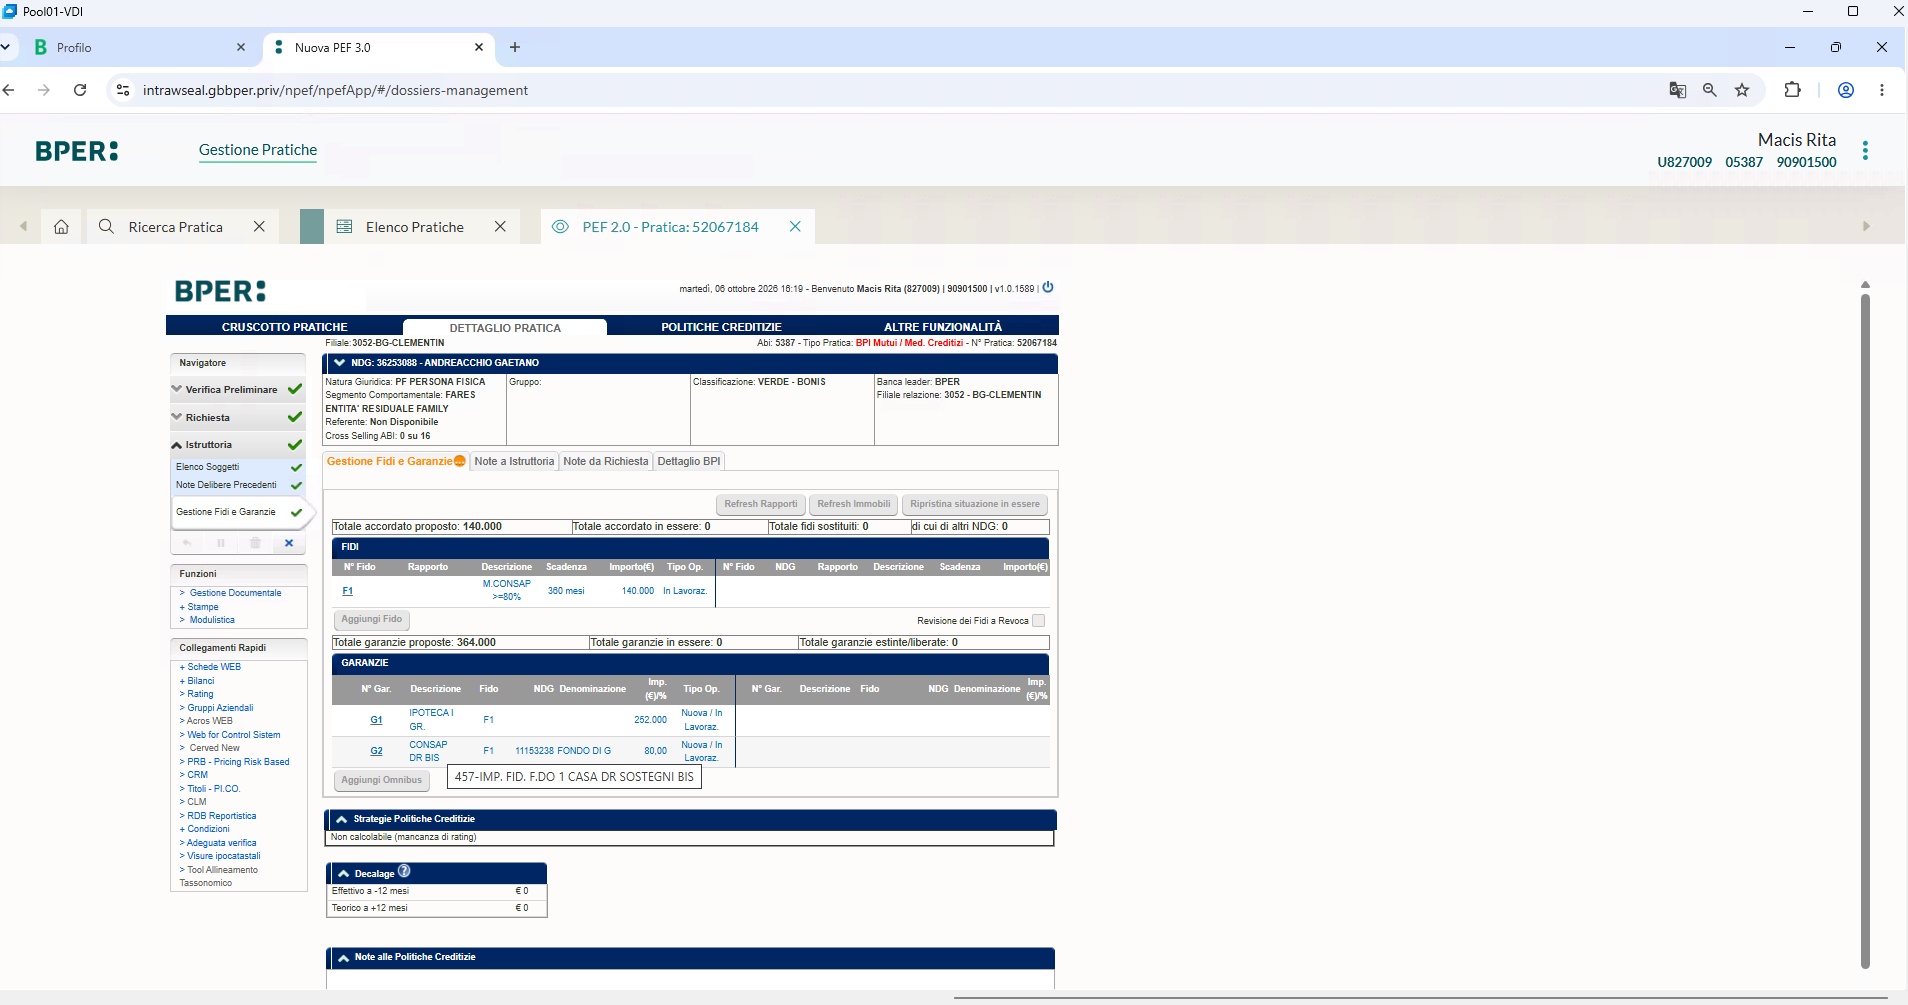 Pool01-VDI
Profilo
Nuova PEF 3.0
intrawseal.gbbper.priv/npef/npefApp/#/dossiers-management
BPER:
Gestione Pratiche
Macis Rita
U827009 05387 90901500
Ricerca Pratica
Elenco Pratiche
PEF 2.0 - Pratica: 52067184
BPER:
martedì, 06 ottobre 2026 16:19 - Benvenuto Macis Rita (827009) | 90901500 | v1.0.1589 |
CRUSCOTTO PRATICHE DETTAGLIO PRATICA POLITICHE CREDITIZIE ALTRE FUNZIONALITÀ
Filiale: 3052-BG-CLEMENTIN
Abi: 5387 - Tipo Pratica: BPI Mutui / Med. Creditizi - N° Pratica: 52067184
Navigatore
Verifica Preliminare
Richiesta
Istruttoria
Elenco Soggetti
Note Delibere Precedenti
Gestione Fidi e Garanzie
Funzioni
> Gestione Documentale
+ Stampe
> Modulistica
Collegamenti Rapidi
+ Schede WEB
+ Bilanci
> Rating
> Gruppi Aziendali
> Acros WEB
> Web for Control Sistem
> Cerved New
> PRB - Pricing Risk Based
> CRM
> Titoli - PI.CO.
> CLM
> RDB Reportistica
+ Condizioni
> Adeguata verifica
> Visure ipocatastali
> Tool Allineamento
Tassonomico
NDG: 36253088 - ANDREACCHIO GAETANO
Natura Giuridica: PF PERSONA FISICA
Segmento Comportamentale: FARES
ENTITA' RESIDUALE FAMILY
Referente: Non Disponibile
Cross Selling ABI: 0 su 16
Gruppo:
Classificazione: VERDE - BONIS
Banca leader: BPER
Filiale relazione: 3052 - BG-CLEMENTIN
Gestione Fidi e Garanzie Note a Istruttoria Note da Richiesta Dettaglio BPI
Refresh Rapporti Refresh Immobili Ripristina situazione in essere
Totale accordato proposto: 140.000 Totale accordato in essere: 0 Totale fidi sostituiti: 0 di cui di altri NDG: 0
FIDI
N° Fido Rapporto Descrizione Scadenza Importo(€) Tipo Op. N° Fido NDG Rapporto Descrizione Scadenza Importo(€)
F1 M.CONSAP >=80% 360 mesi 140.000 In Lavoraz.
Aggiungi Fido
Revisione dei Fidi a Revoca
Totale garanzie proposte: 364.000 Totale garanzie in essere: 0 Totale garanzie estinte/liberate: 0
GARANZIE
N° Gar. Descrizione Fido NDG Denominazione Imp. (€)/% Tipo Op. N° Gar. Descrizione Fido NDG Denominazione Imp. (€)/%
G1 IPOTECA I GR. F1 252.000 Nuova / In Lavoraz.
G2 CONSAP DR BIS F1 11153238 FONDO DI G 80,00 Nuova / In Lavoraz.
Aggiungi Omnibus
457-IMP. FID. F.DO 1 CASA DR SOSTEGNI BIS
Strategie Politiche Creditizie
Non calcolabile (mancanza di rating)
Decalage
Effettivo a -12 mesi € 0
Teorico a +12 mesi € 0
Note alle Politiche Creditizie